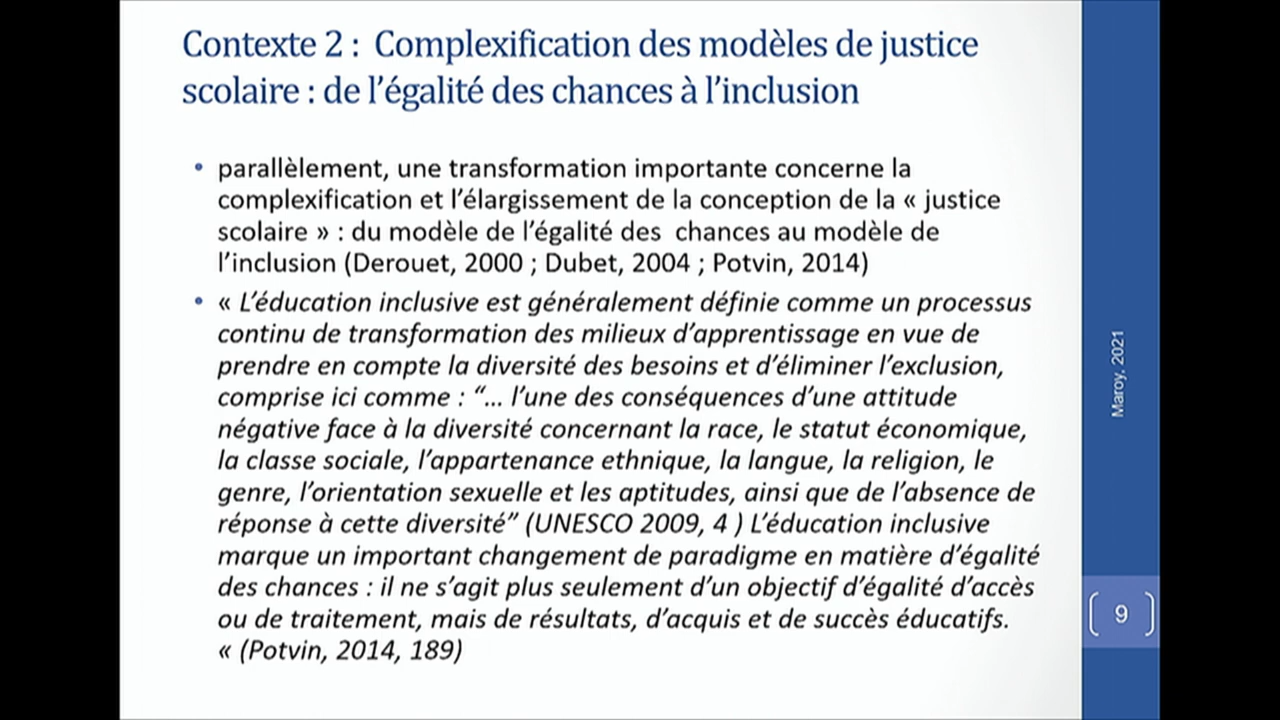 Contexte 2 :  Complexification des modèles de justice
scolaire : de l’égalité des chances à l’inclusion
• parallèlement, une transformation importante concerne la
complexification et l’élargissement de la conception de la « justice
scolaire » : du modèle de l’égalité des  chances au modèle de
l’inclusion (Derouet, 2000 ; Dubet, 2004 ; Potvin, 2014)
• « L’éducation inclusive est généralement définie comme un processus
continu de transformation des milieux d’apprentissage en vue de
prendre en compte la diversité des besoins et d’éliminer l’exclusion,
comprise ici comme : “... l’une des conséquences d’une attitude
négative face à la diversité concernant la race, le statut économique,
la classe sociale, l’appartenance ethnique, la langue, la religion, le
genre, l’orientation sexuelle et les aptitudes, ainsi que de l’absence de
réponse à cette diversité” (UNESCO 2009, 4 ) L’éducation inclusive
marque un important changement de paradigme en matière d’égalité
des chances : il ne s’agit plus seulement d’un objectif d’égalité d’accès
ou de traitement, mais de résultats, d’acquis et de succès éducatifs.
« (Potvin, 2014, 189)
Maroy, 2021
9